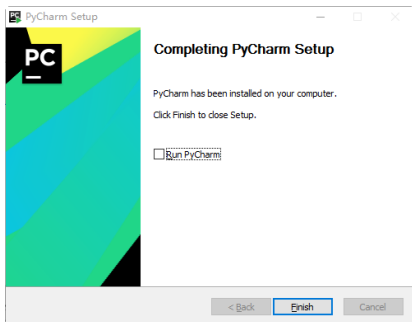 PyCharm Setup
PC
Completing PyCharm Setup
PyCharm has been installed on your computer.
Click Finish to close Setup.
Run PyCharm
< Back
Finish
Cancel